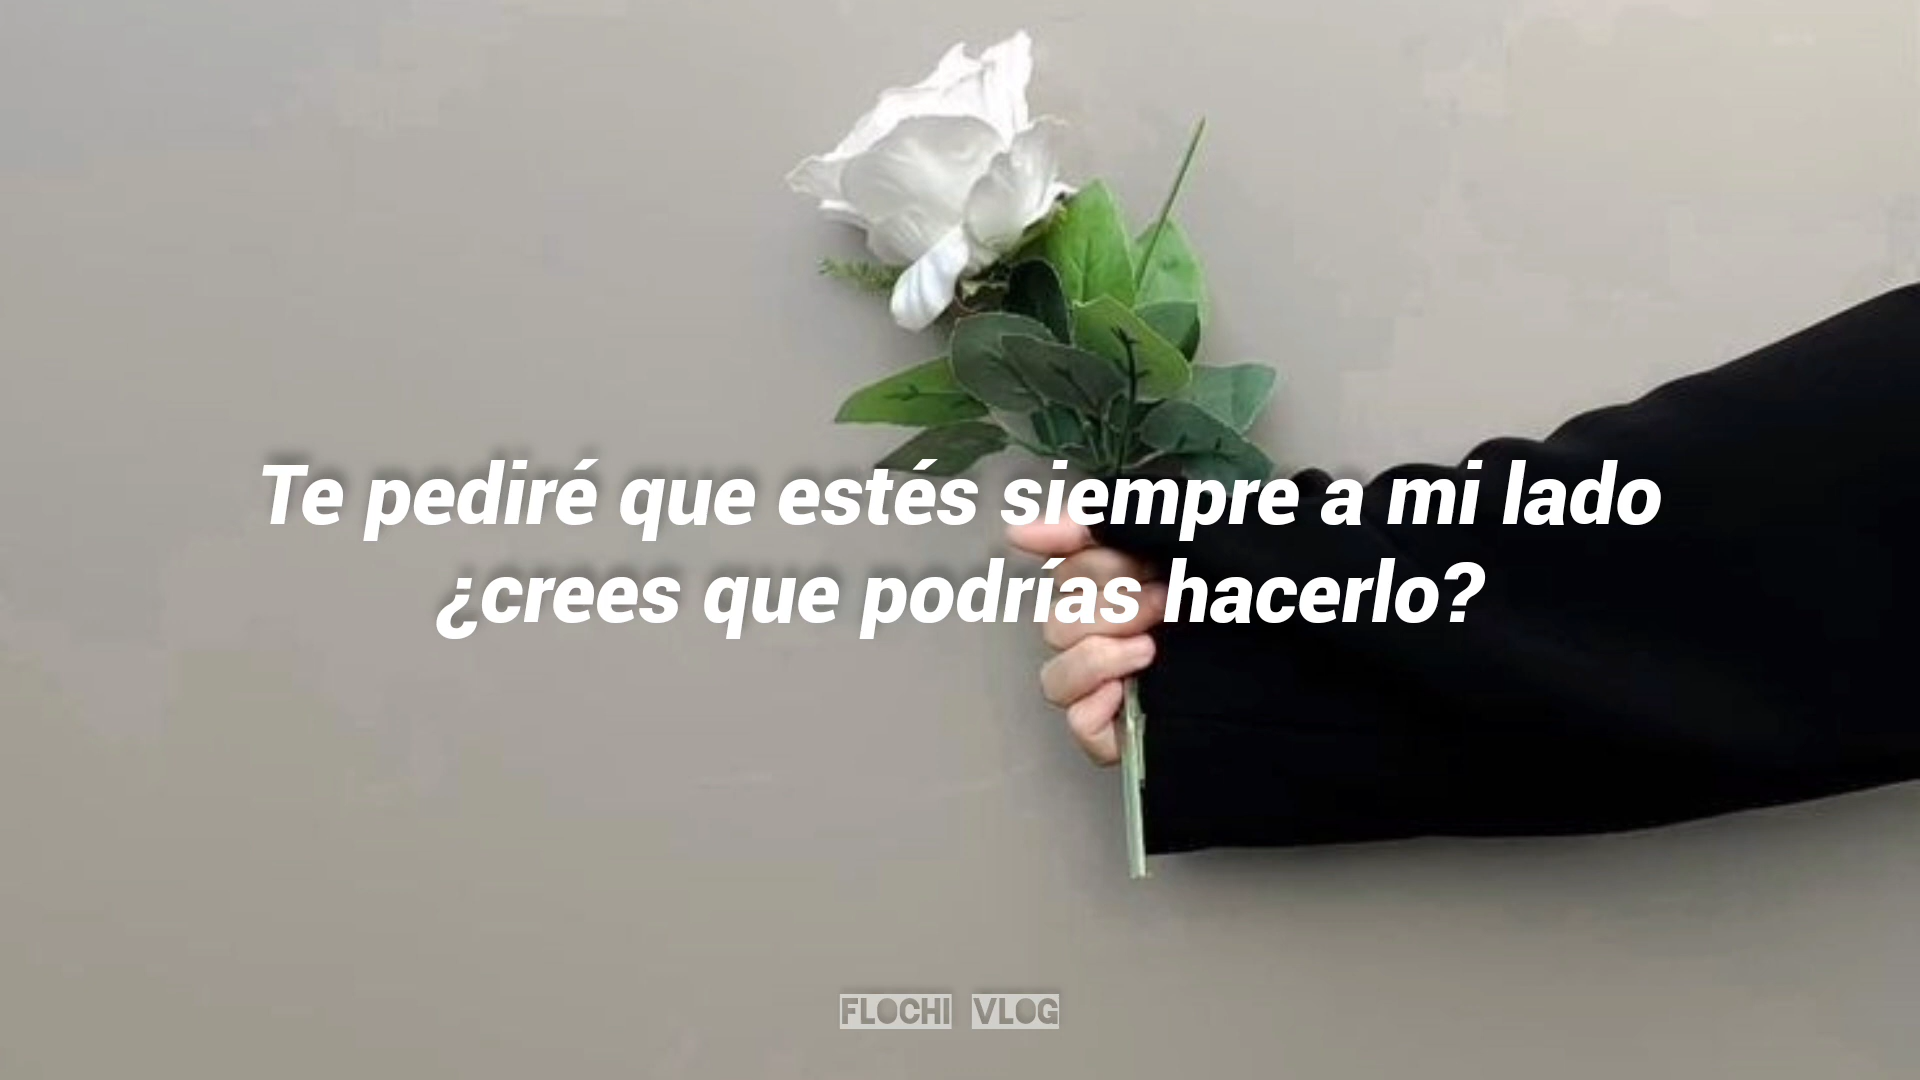 Te pediré que estés siempre a mi lado
¿crees que podrías hacerlo?
FLOCHI VLOG